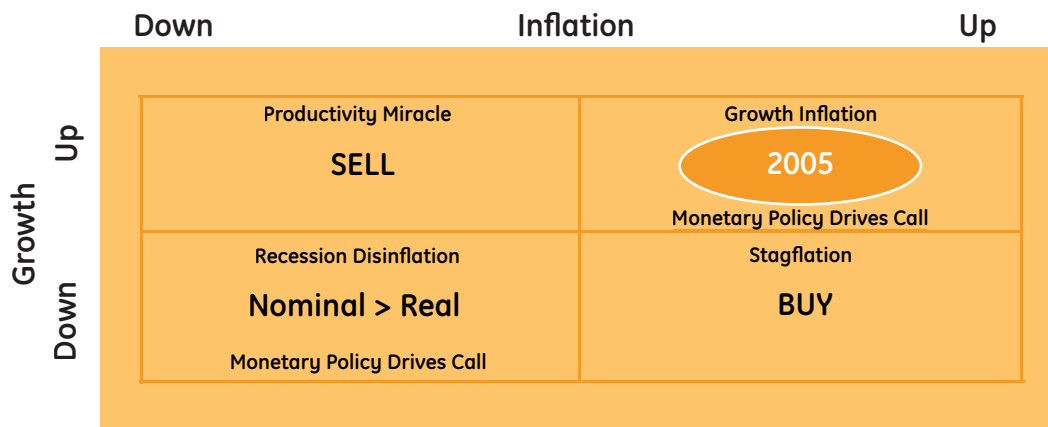 Down Inflation Up
Growth
Up
Productivity Miracle
SELL
Growth Inflation
2005
Monetary Policy Drives Call
Down
Recession Disinflation
Nominal > Real
Monetary Policy Drives Call
Stagflation
BUY